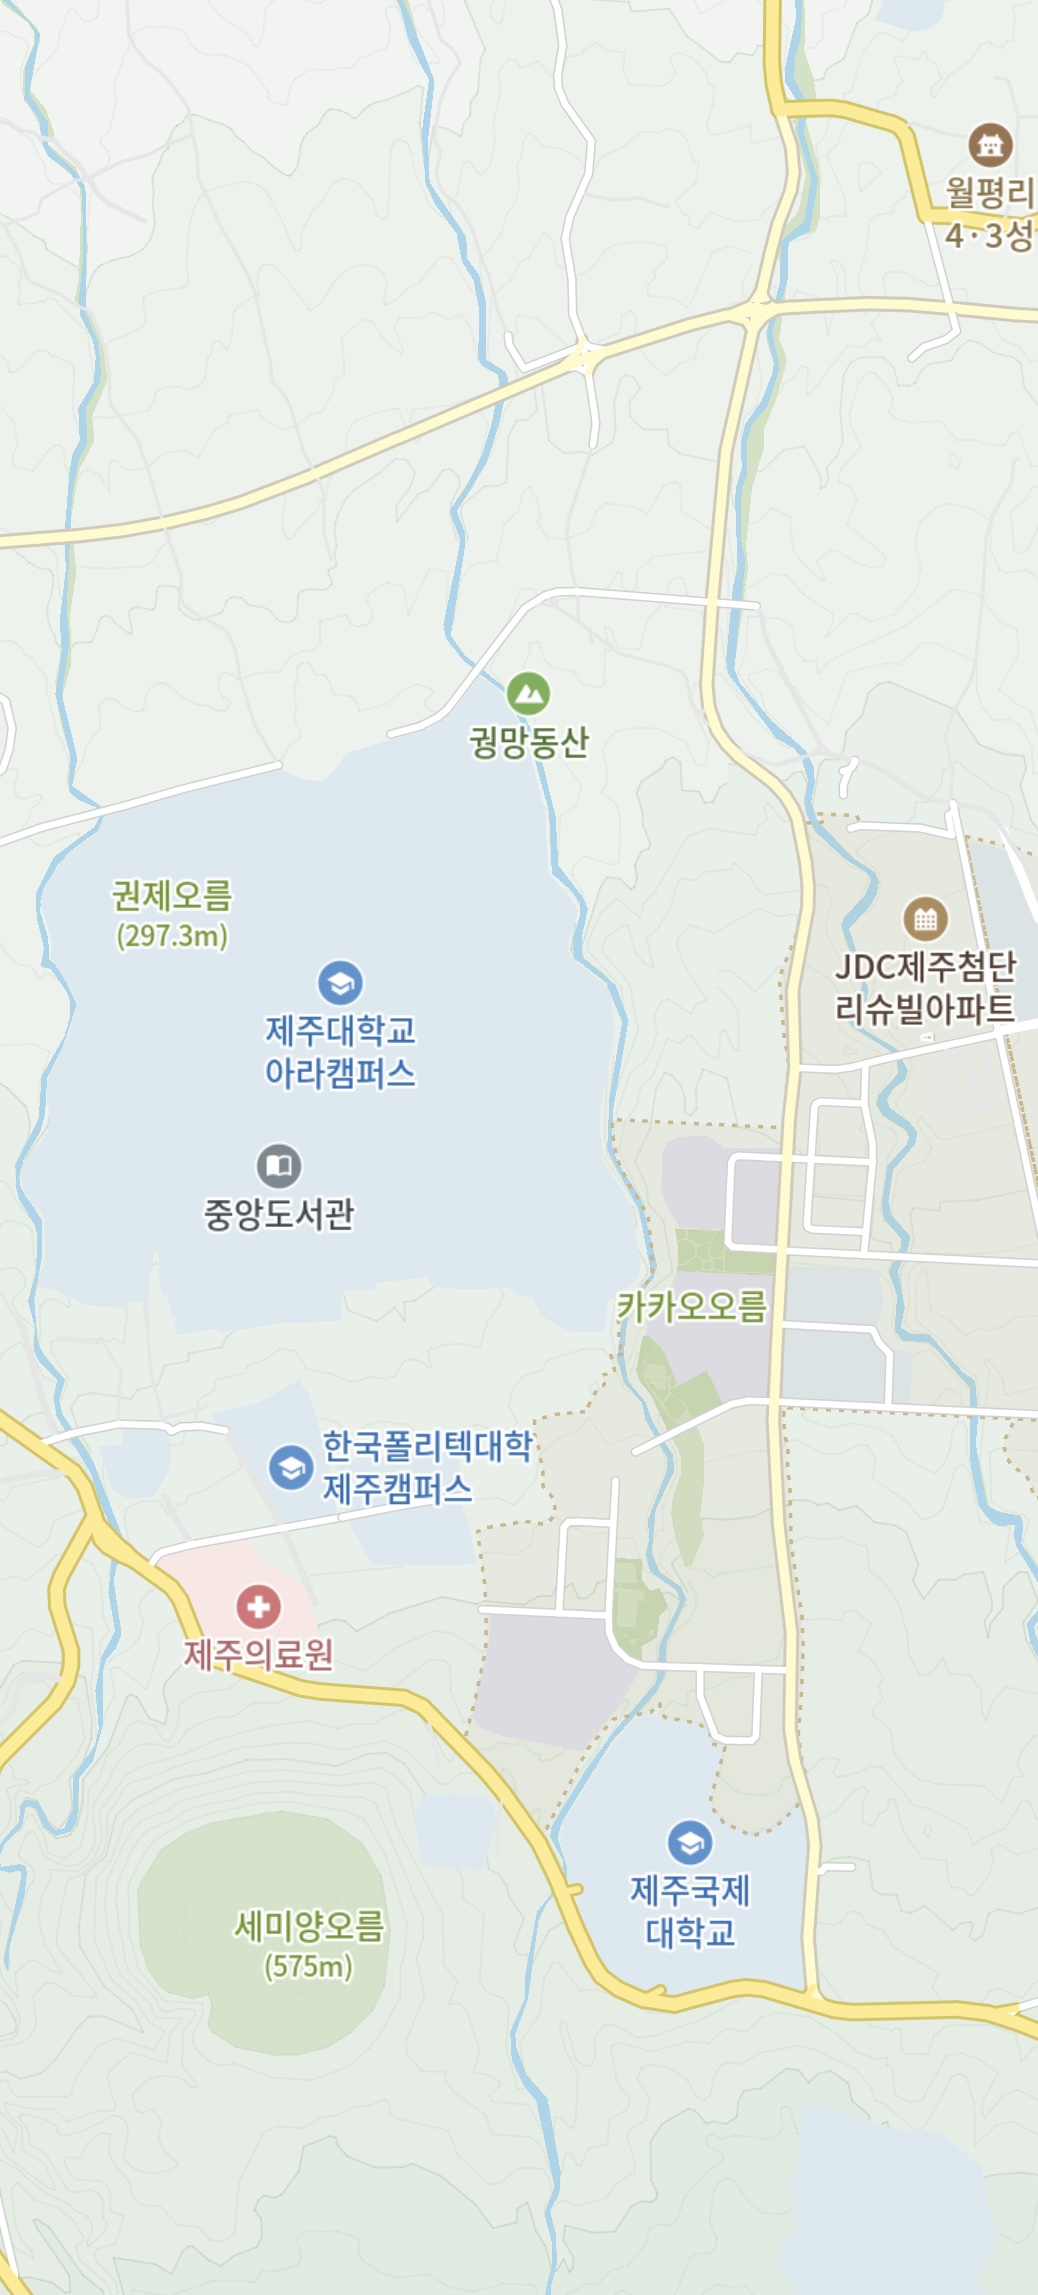 월평리
4·3성
궝망동산
권제오름
(297.3m)
JDC제주첨단
리슈빌아파트
제주대학교
아라캠퍼스
중앙도서관
카카오오름
한국폴리텍대학
제주캠퍼스
제주의료원
제주국제
대학교
세미양오름
(575m)